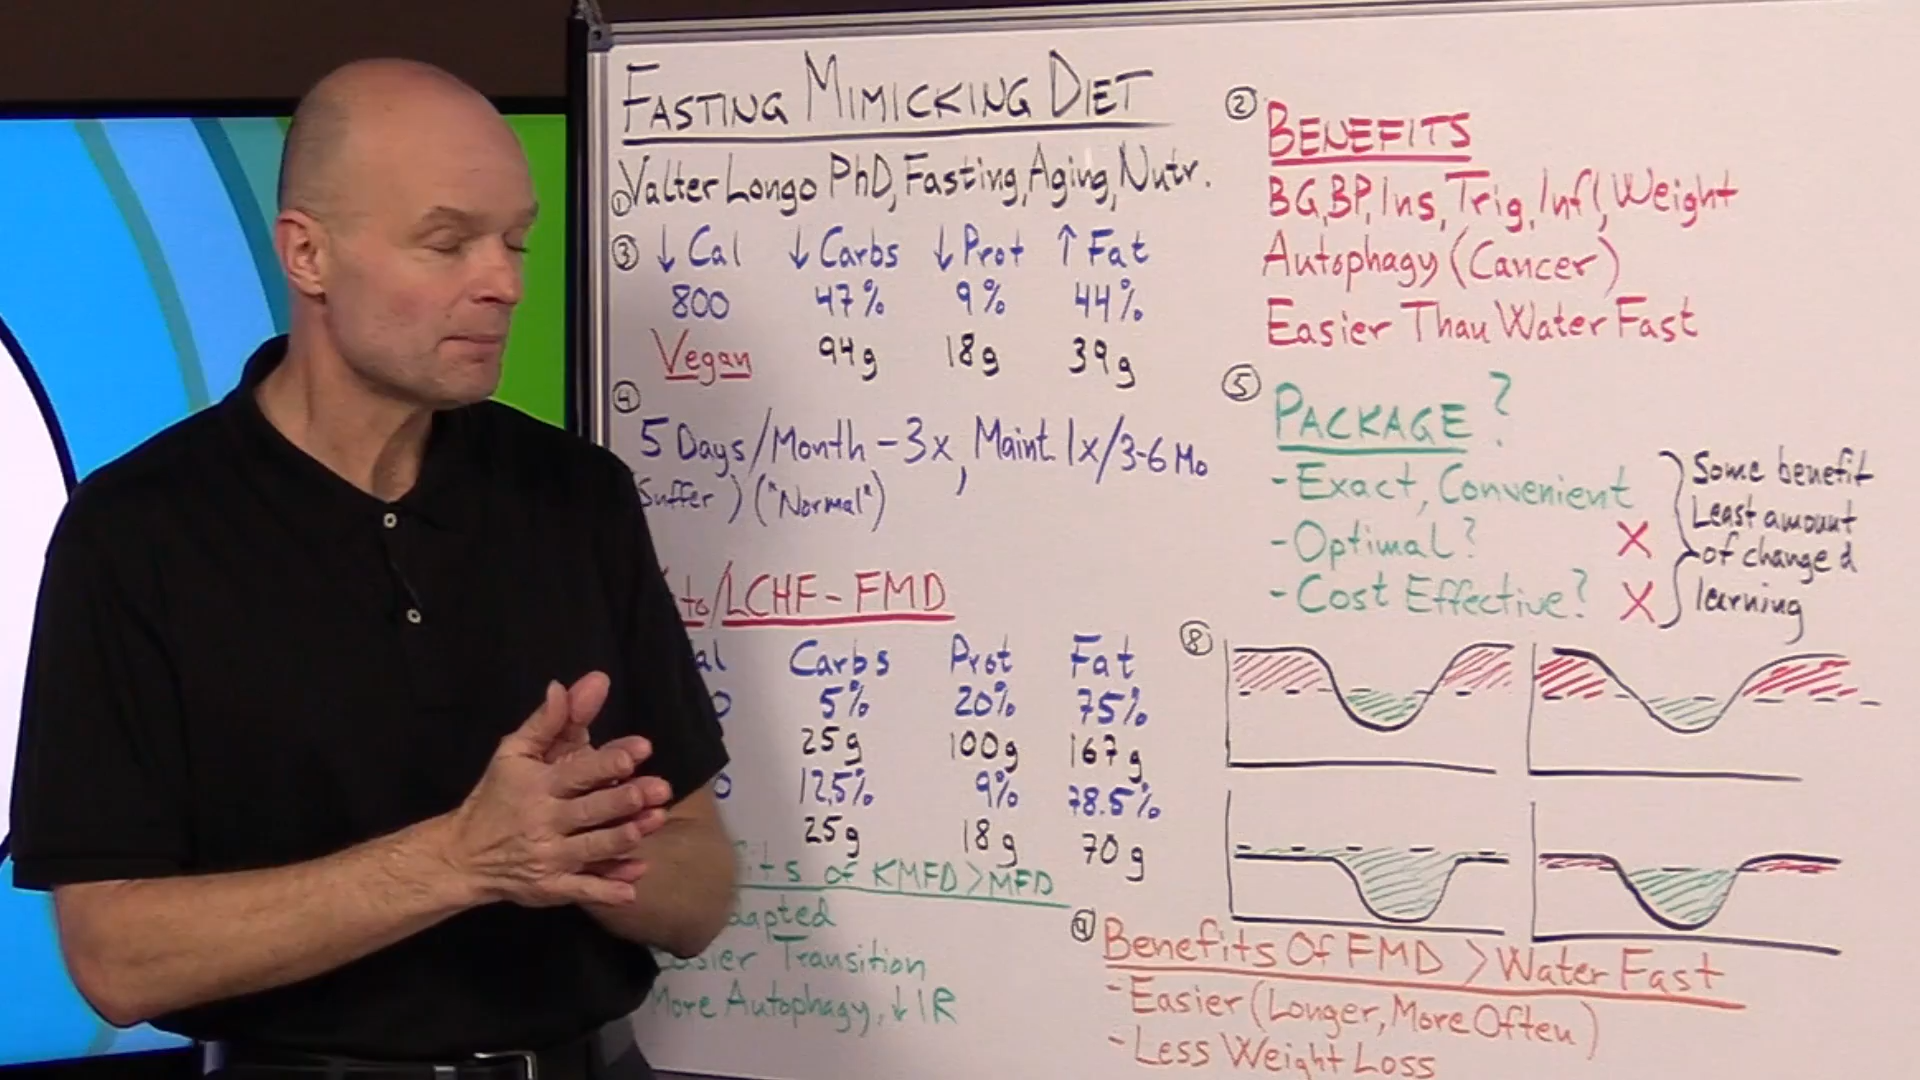 FASTING MIMICKING DIET
① Valter Longo PhD, Fasting, Aging, Nutr.
③ ↓ Cal ↓ Carbs ↓ Prot ↑ Fat
800 47% 9% 44%
Vegan 94g 18g 39g
④
5 Days/Month - 3x, Maint 1x/3-6 Mo
Suffer) ("Normal")
/LCHF - FMD
Carbs Prot Fat
5% 20% 75%
25g 100g 167g
12,5% 9% 78.5%
25g 18g 70g
of KMFD > MFD
Transition
More Autophagy, ↓ IR
② BENEFITS
BG, BP, Ins, Trig, Infl, Weight
Autophagy (Cancer)
Easier Than Water Fast
⑤ PACKAGE?
- Exact, Convenient
- Optimal? X
- Cost Effective? X
Some benefit
Least amount
of change &
learning
⑧
⑨ Benefits Of FMD > Water Fast
- Easier (Longer, More Often)
- Less Weight Loss